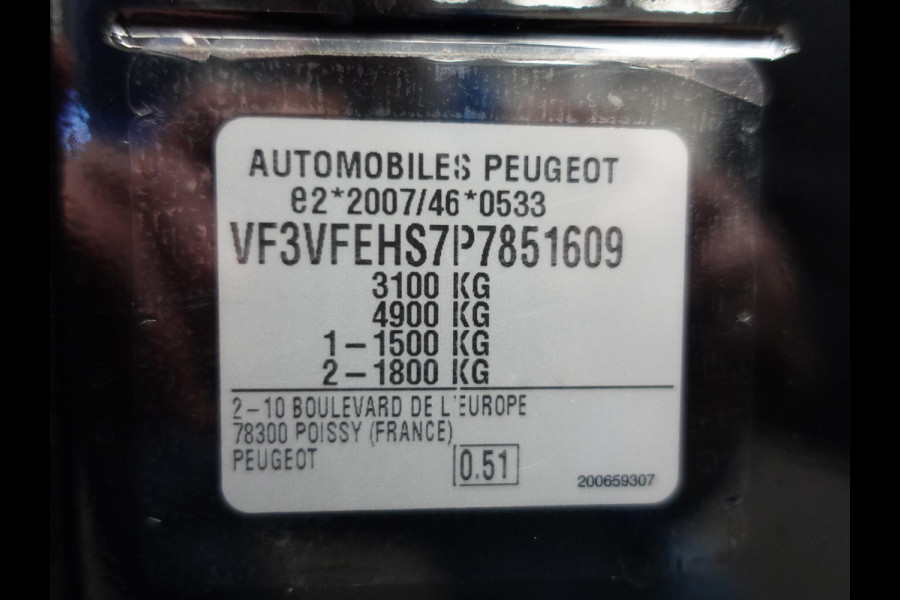 AUTOMOBILES PEUGEOT
e2*2007/46*0533
VF3VFEHS7P7851609
3100 KG
4900 KG
1-1500 KG
2-1800 KG
2-10 BOULEVARD DE L'EUROPE
78300 POISSY (FRANCE)
PEUGEOT
0.51
200659307